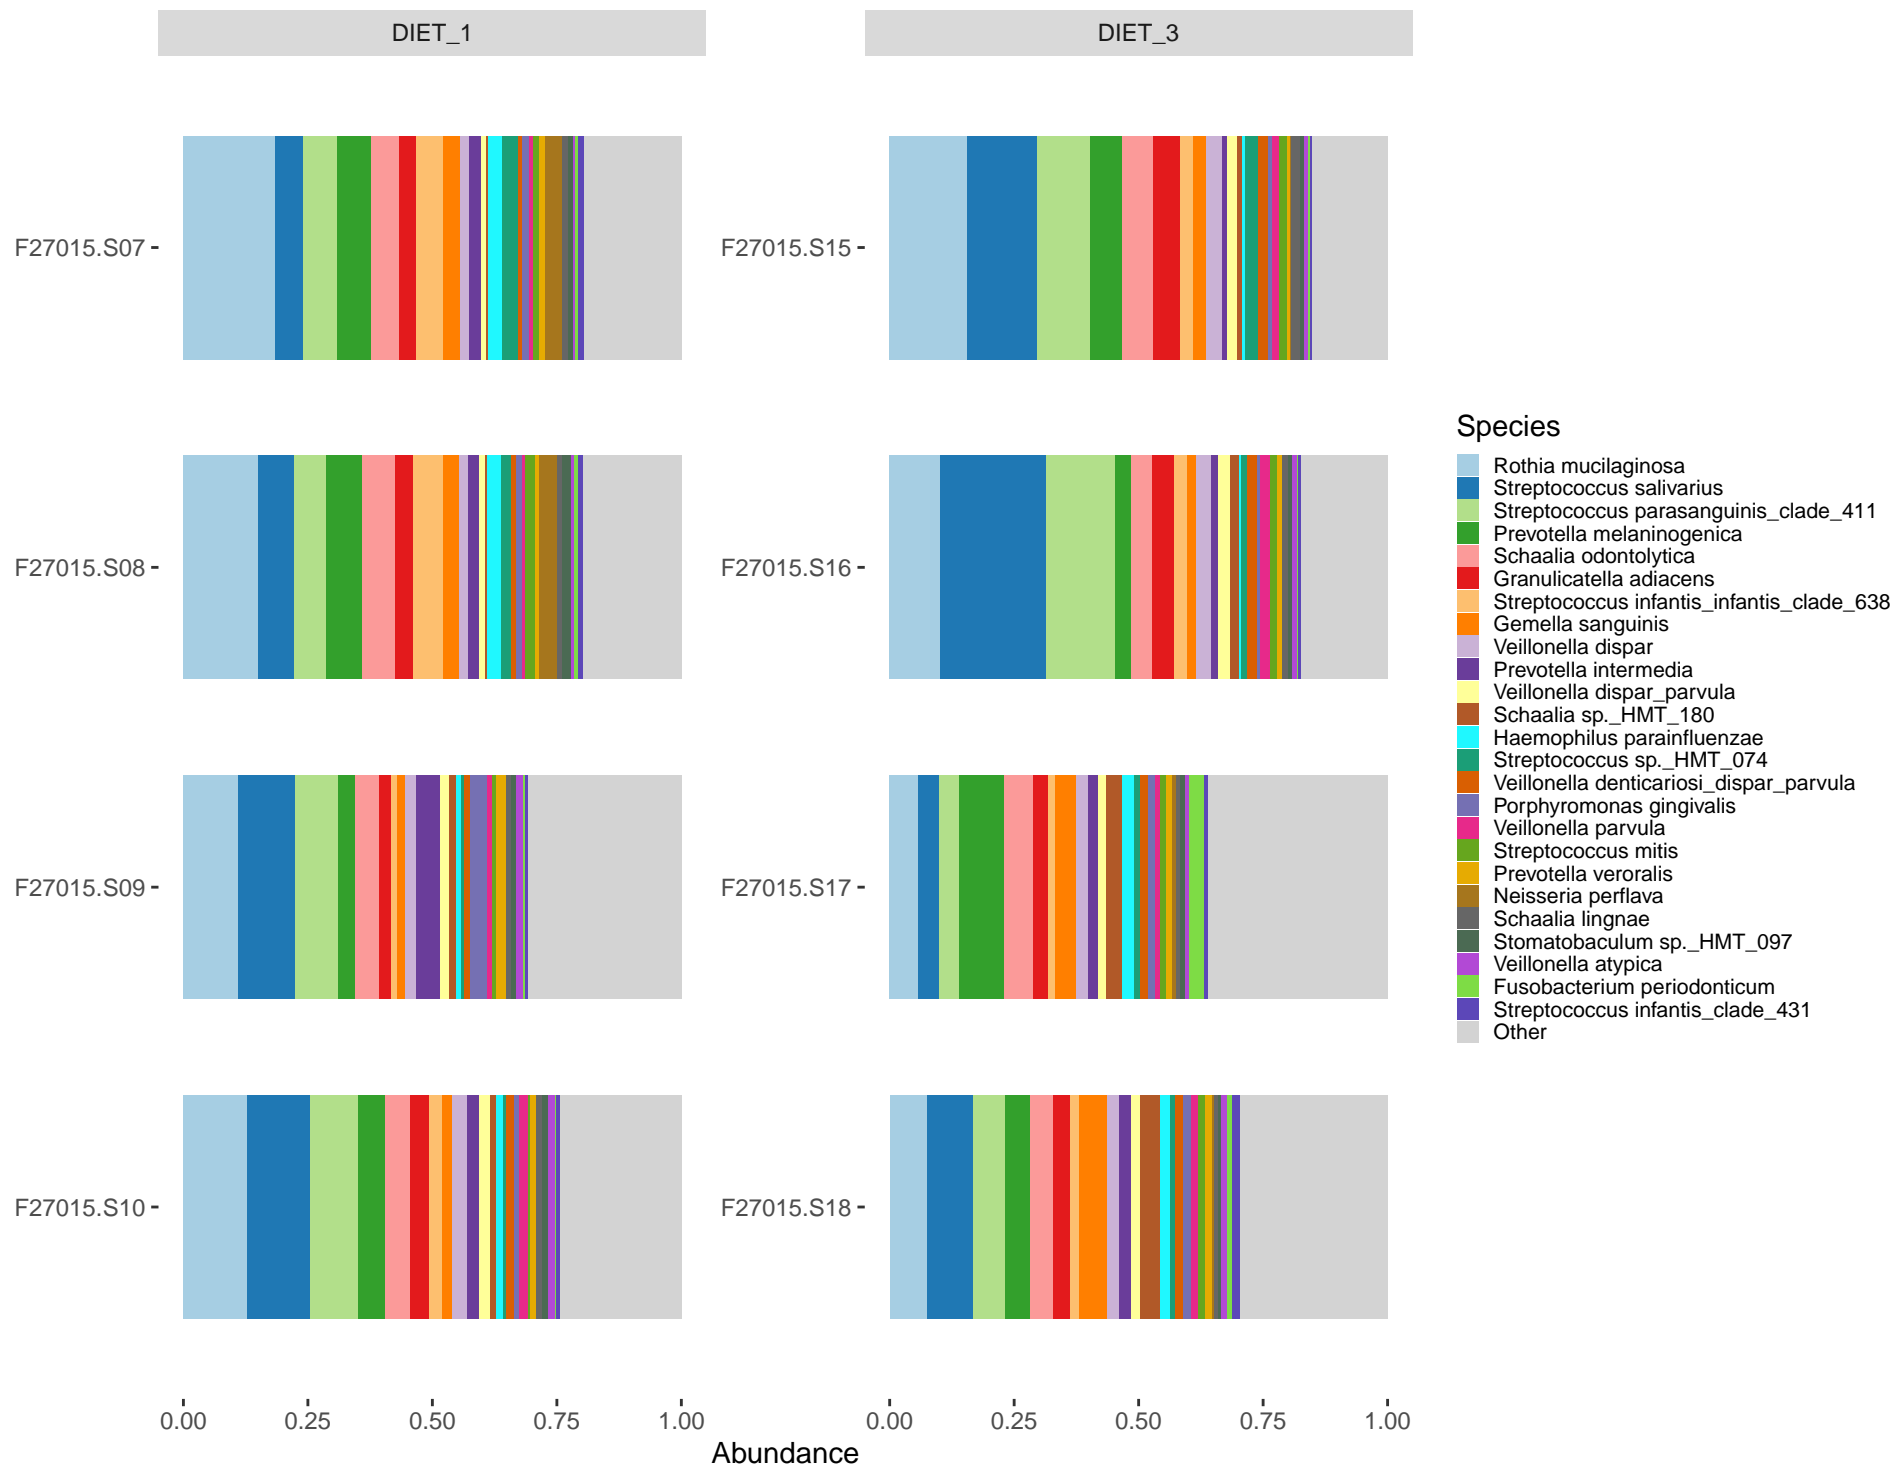 DIET_1
DIET_3
F27015.S07
F27015.S15
F27015.S08
F27015.S16
F27015.S09
F27015.S17
F27015.S10
F27015.S18
0.00 0.25 0.50 0.75 1.00
0.00 0.25 0.50 0.75 1.00
Abundance
Species
Rothia mucilaginosa
Streptococcus salivarius
Streptococcus parasanguinis_clade_411
Prevotella melaninogenica
Schaalia odontolytica
Granulicatella adiacens
Streptococcus infantis_infantis_clade_638
Gemella sanguinis
Veillonella dispar
Prevotella intermedia
Veillonella dispar_parvula
Schaalia sp._HMT_180
Haemophilus parainfluenzae
Streptococcus sp._HMT_074
Veillonella denticariosi_dispar_parvula
Porphyromonas gingivalis
Veillonella parvula
Streptococcus mitis
Prevotella veroralis
Neisseria perflava
Schaalia lingnae
Stomatobaculum sp._HMT_097
Veillonella atypica
Fusobacterium periodonticum
Streptococcus infantis_clade_431
Other